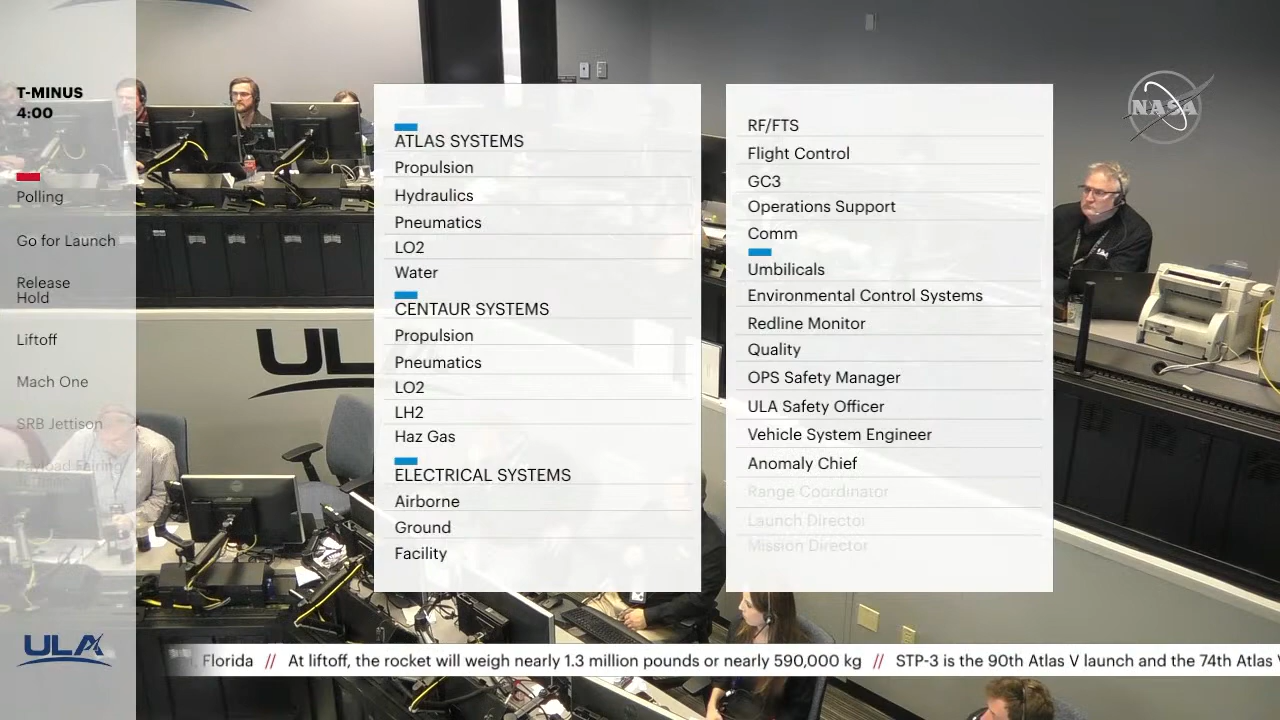 T-MINUS
4:00
Polling
Go for Launch
Release
Hold
Liftoff
Mach One
SRB Jettison
Payload Fairing
ULA
ATLAS SYSTEMS
Propulsion
Hydraulics
Pneumatics
LO2
Water
CENTAUR SYSTEMS
Propulsion
Pneumatics
LO2
LH2
Haz Gas
ELECTRICAL SYSTEMS
Airborne
Ground
Facility
RF/FTS
Flight Control
GC3
Operations Support
Comm
Umbilicals
Environmental Control Systems
Redline Monitor
Quality
OPS Safety Manager
ULA Safety Officer
Vehicle System Engineer
Anomaly Chief
Range Coordinator
Launch Director
Mission Director
NASA
UL
Florida // At liftoff, the rocket will weigh nearly 1.3 million pounds or nearly 590,000 kg // STP-3 is the 90th Atlas V launch and the 74th Atlas